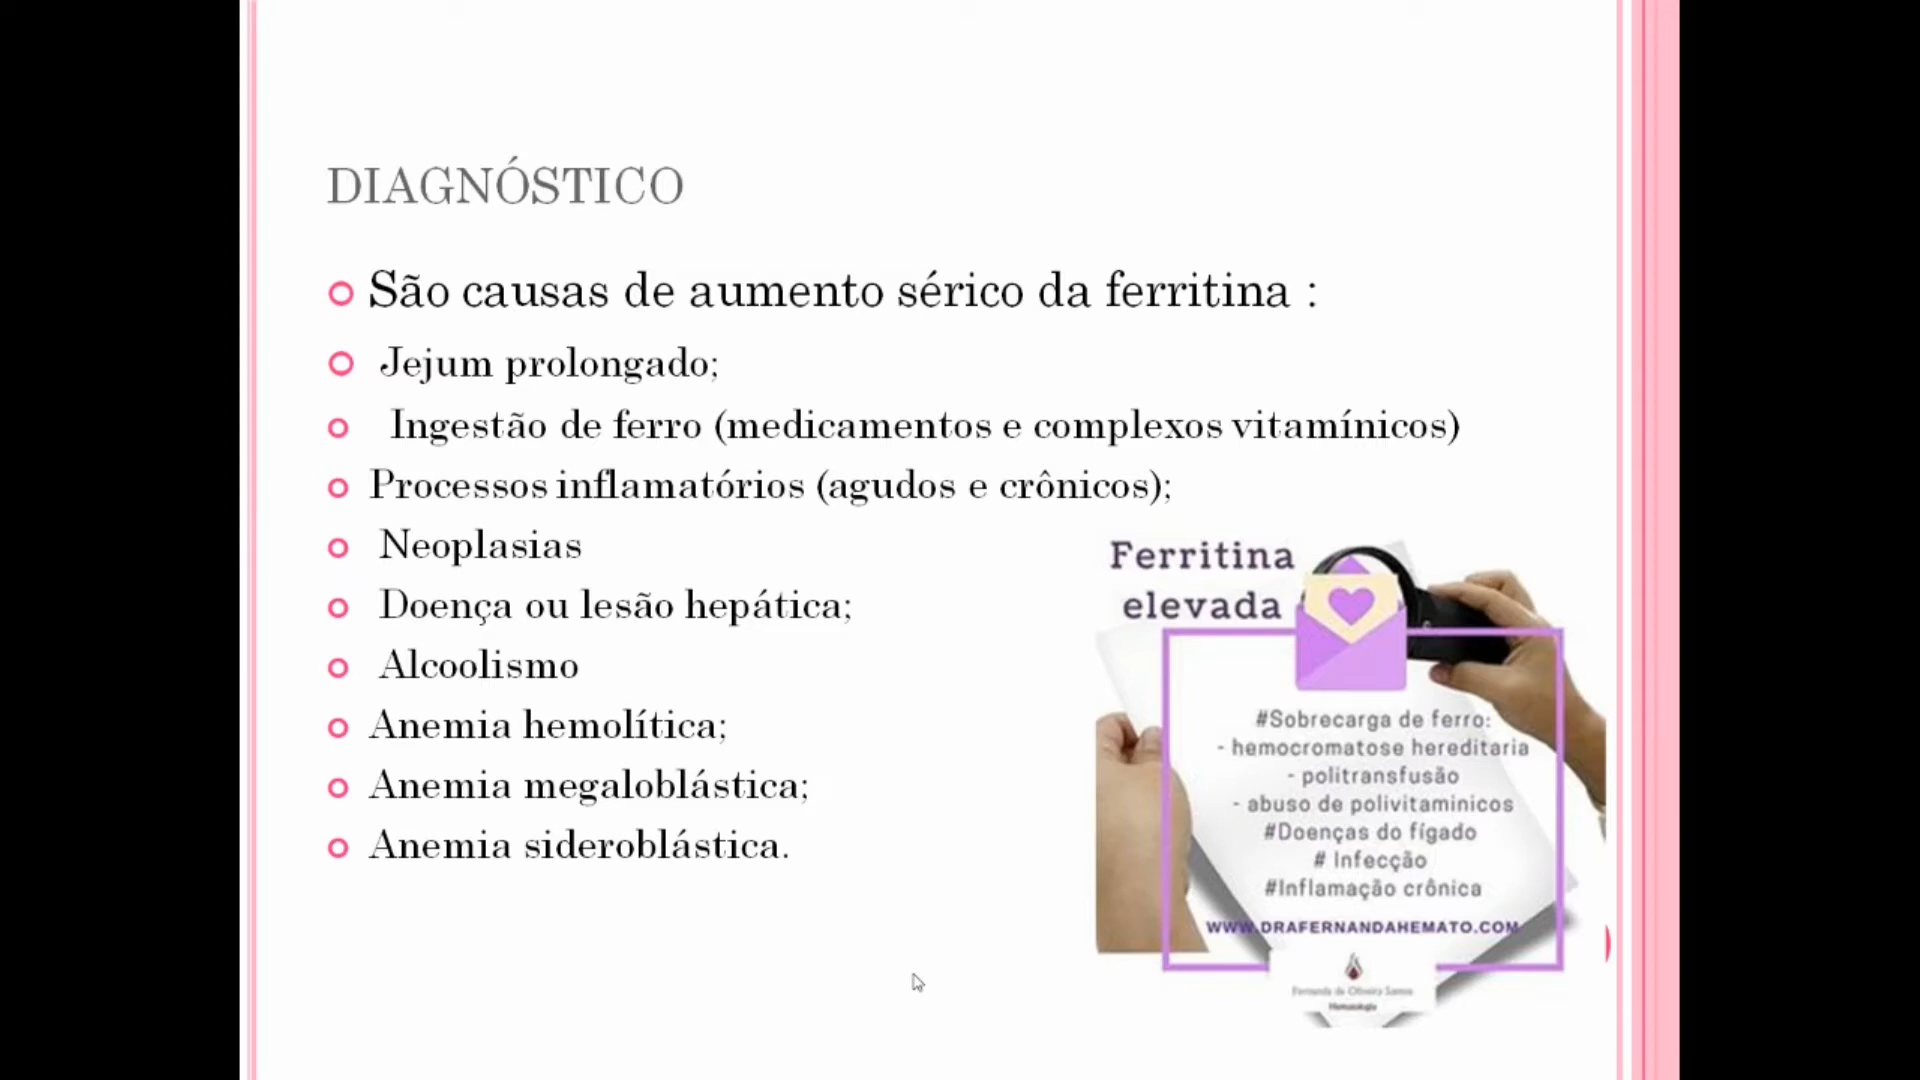 DIAGNÓSTICO
São causas de aumento sérico da ferritina :
Jejum prolongado;
Ingestão de ferro (medicamentos e complexos vitamínicos)
Processos inflamatórios (agudos e crônicos);
Neoplasias
Doença ou lesão hepática;
Alcoolismo
Anemia hemolítica;
Anemia megaloblástica;
Anemia sideroblástica.
Ferritina
elevada
#Sobrecarga de ferro:
- hemocromatose hereditaria
- politransfusão
- abuso de polivitaminicos
#Doenças do fígado
# Infecção
#Inflamação crônica
WWW.DRAFERNANDAHEMATO.COM
Fernanda de Oliveira Santos
Hematologia